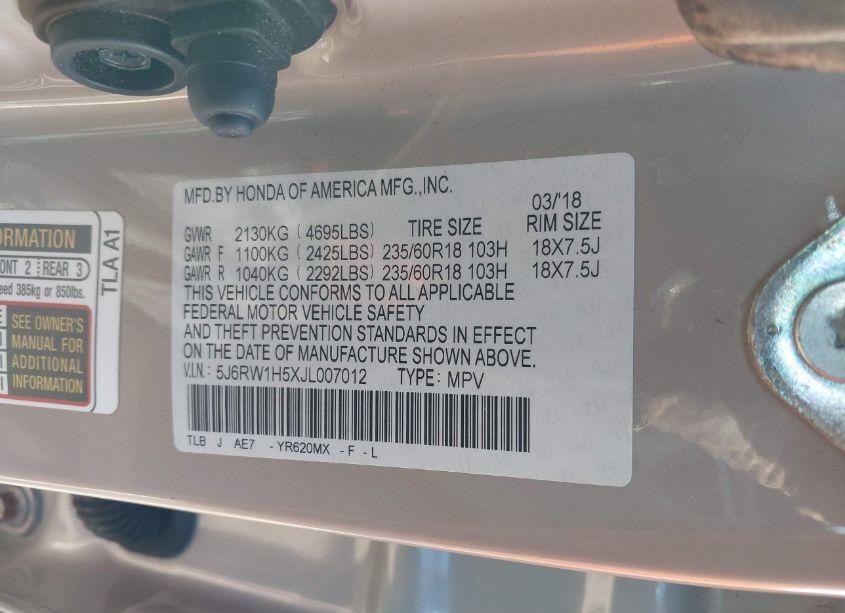 MFD.BY HONDA OF AMERICA MFG.,INC.
03/'18
GVWR 2130KG ( 4695LBS) TIRE SIZE RIM SIZE
GAWR F 1100KG ( 2425LBS) 235/60R18 103H 18X7.5J
GAWR R 1040KG ( 2292LBS) 235/60R18 103H 18X7.5J
THIS VEHICLE CONFORMS TO ALL APPLICABLE
FEDERAL MOTOR VEHICLE SAFETY
AND THEFT PREVENTION STANDARDS IN EFFECT
ON THE DATE OF MANUFACTURE SHOWN ABOVE.
V.I.N.: 5J6RW1H5XJL007012 TYPE: MPV
TLB J AE7 -YR620MX -F -L
ORMATION
ONT 2 REAR 3
eed 385kg or 850lbs.
SEE OWNER'S
MANUAL FOR
ADDITIONAL
INFORMATION
TLA A1